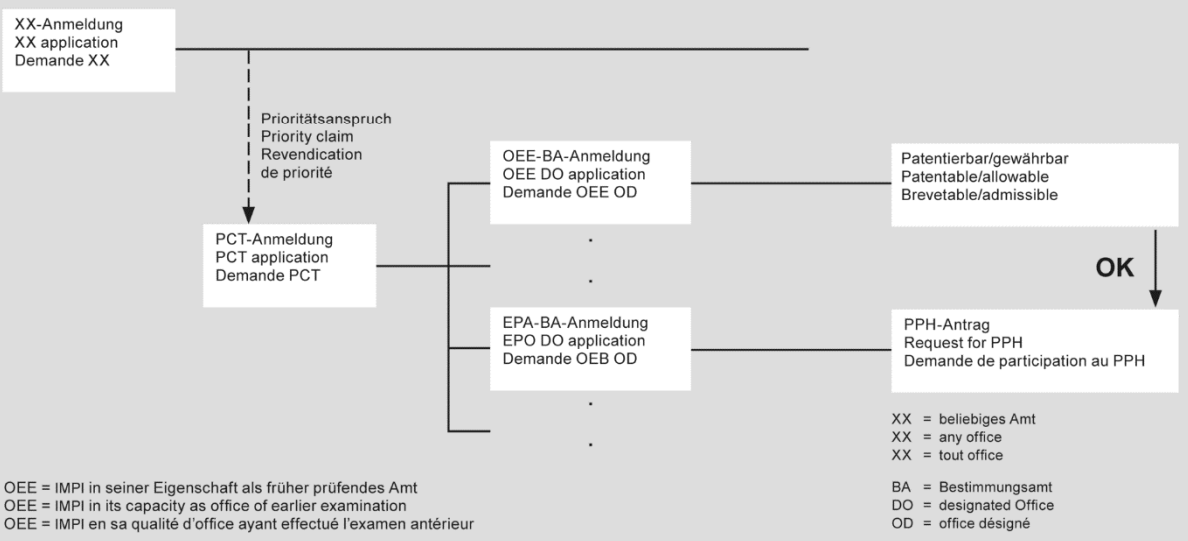 XX-Anmeldung
XX application
Demande XX
Prioritätsanspruch
Priority claim
Revendication
de priorité
OEE-BA-Anmeldung
OEE DO application
Demande OEE OD
Patentierbar/gewährbar
Patentable/allowable
Brevetable/admissible
PCT-Anmeldung
PCT application
Demande PCT
OK
EPA-BA-Anmeldung
EPO DO application
Demande OEB OD
PPH-Antrag
Request for PPH
Demande de participation au PPH
XX = beliebiges Amt
XX = any office
XX = tout office
OEE = IMPI in seiner Eigenschaft als früher prüfendes Amt
OEE = IMPI in its capacity as office of earlier examination
OEE = IMPI en sa qualité d'office ayant effectué l'examen antérieur
BA = Bestimmungsamt
DO = designated Office
OD = office désigné